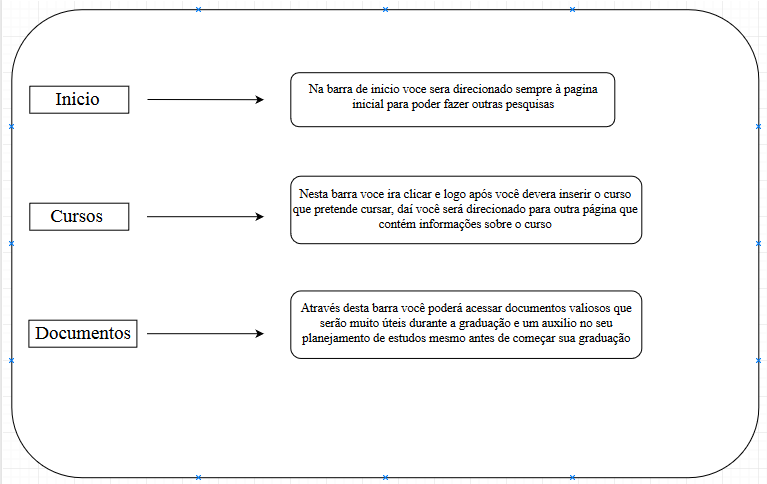 Inicio
Na barra de inicio voce sera direcionado sempre à pagina
inicial para poder fazer outras pesquisas
Cursos
Nesta barra voce ira clicar e logo após você devera inserir o curso
que pretende cursar, daí você será direcionado para outra página que
contém informações sobre o curso
Documentos
Através desta barra você poderá acessar documentos valiosos que
serão muito úteis durante a graduação e um auxilio no seu
planejamento de estudos mesmo antes de começar sua graduação